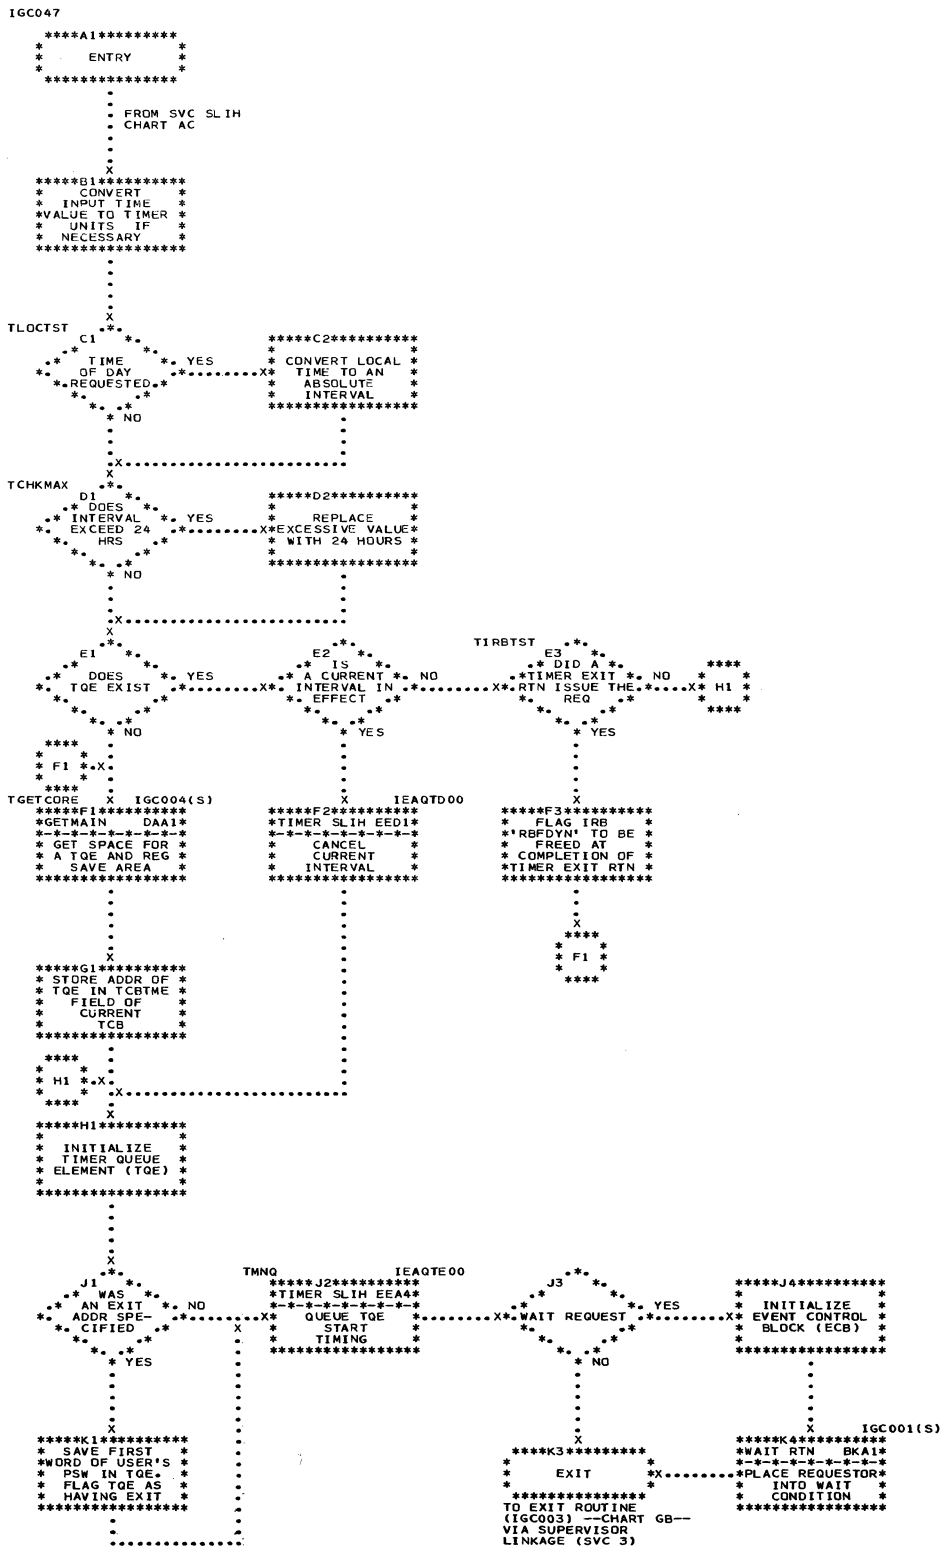 IGC047
****A1*********
ENTRY
FROM SVC SLIH
CHART AC
*****B1**********
CONVERT
INPUT TIME
VALUE TO TIMER
UNITS IF
NECESSARY
TLOCTST
C1
TIME
OF DAY
REQUESTED
YES
NO
*****C2**********
CONVERT LOCAL
TIME TO AN
ABSOLUTE
INTERVAL
TCHKMAX
D1
DOES
INTERVAL
EXCEED 24
HRS
YES
NO
*****D2**********
REPLACE
EXCESSIVE VALUE
WITH 24 HOURS
E1
DOES
TQE EXIST
YES
NO
E2
IS
A CURRENT
INTERVAL IN
EFFECT
NO
YES
TIRBTST
E3
DID A
TIMER EXIT
RTN ISSUE THE
REQ
NO
YES
H1
F1
TGETCORE IGC004(S)
*****F1**********
GETMAIN DAA1
GET SPACE FOR
A TQE AND REG
SAVE AREA
IEAQTD00
*****F2**********
TIMER SLIH EED1
CANCEL
CURRENT
INTERVAL
*****F3**********
FLAG IRB
'RBFDYN' TO BE
FREED AT
COMPLETION OF
TIMER EXIT RTN
F1
*****G1**********
STORE ADDR OF
TQE IN TCBTME
FIELD OF
CURRENT
TCB
H1
*****H1**********
INITIALIZE
TIMER QUEUE
ELEMENT (TQE)
J1
WAS
AN EXIT
ADDR SPE-
CIFIED
NO
YES
TMNQ IEAQTE00
*****J2**********
TIMER SLIH EEA4
QUEUE TQE
START
TIMING
J3
WAIT REQUEST
YES
NO
*****J4**********
INITIALIZE
EVENT CONTROL
BLOCK (ECB)
*****K1**********
SAVE FIRST
WORD OF USER'S
PSW IN TQE.
FLAG TQE AS
HAVING EXIT
****K3*********
EXIT
TO EXIT ROUTINE
(IGC003) --CHART GB--
VIA SUPERVISOR
LINKAGE (SVC 3)
IGC001(S)
*****K4**********
WAIT RTN BKA1
PLACE REQUESTOR
INTO WAIT
CONDITION